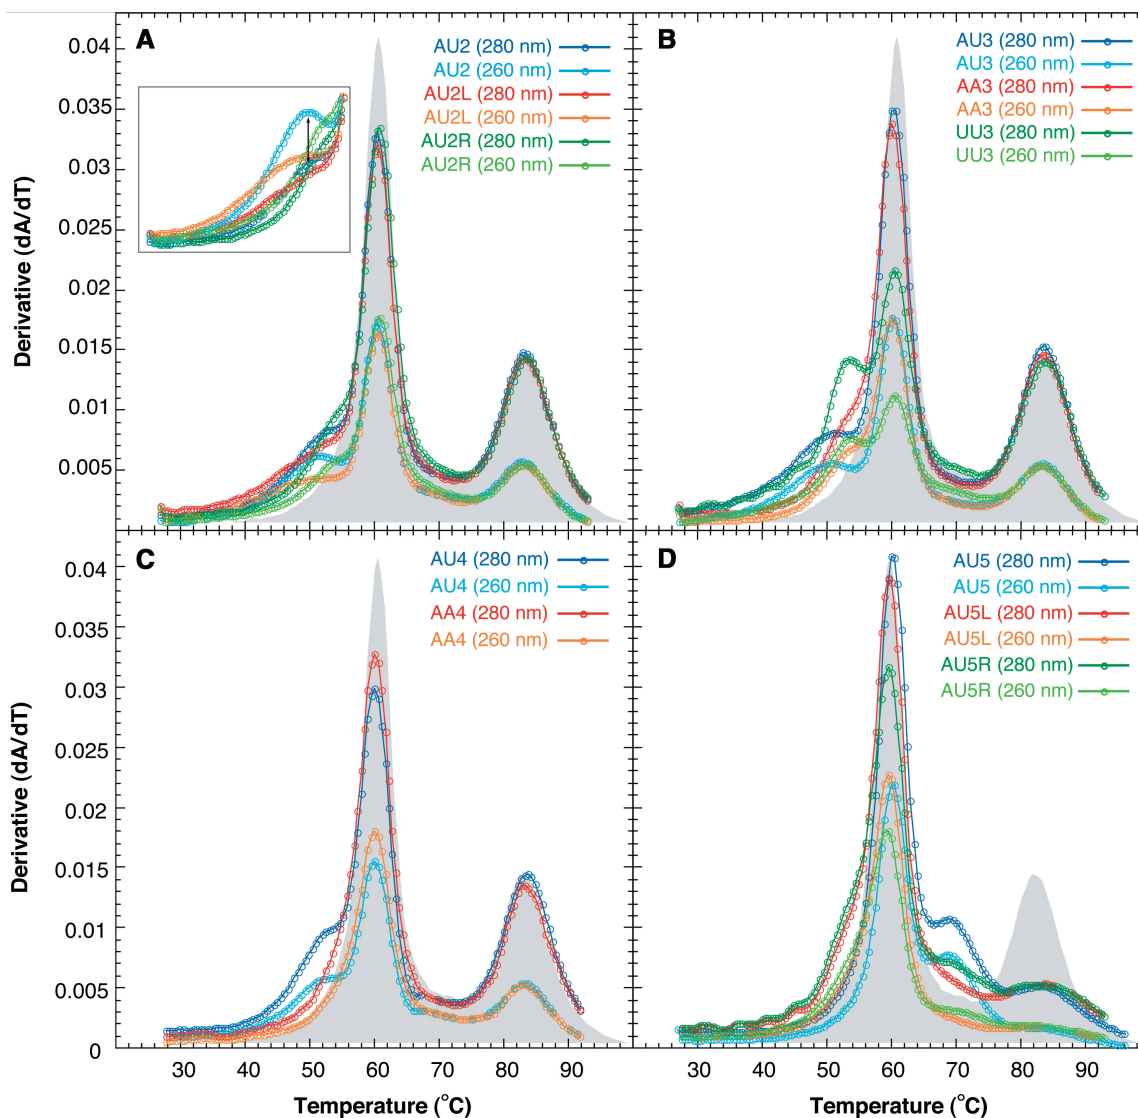 A
AU2 (280 nm)
AU2 (260 nm)
AU2L (280 nm)
AU2L (260 nm)
AU2R (280 nm)
AU2R (260 nm)
B
AU3 (280 nm)
AU3 (260 nm)
AA3 (280 nm)
AA3 (260 nm)
UU3 (280 nm)
UU3 (260 nm)
Derivative (dA/dT)
0.04
0.035
0.03
0.025
0.02
0.015
0.01
0.005
C
AU4 (280 nm)
AU4 (260 nm)
AA4 (280 nm)
AA4 (260 nm)
D
AU5 (280 nm)
AU5 (260 nm)
AU5L (280 nm)
AU5L (260 nm)
AU5R (280 nm)
AU5R (260 nm)
Derivative (dA/dT)
0.04
0.035
0.03
0.025
0.02
0.015
0.01
0.005
0
30 40 50 60 70 80 90
30 40 50 60 70 80 90
Temperature (°C)
Temperature (°C)